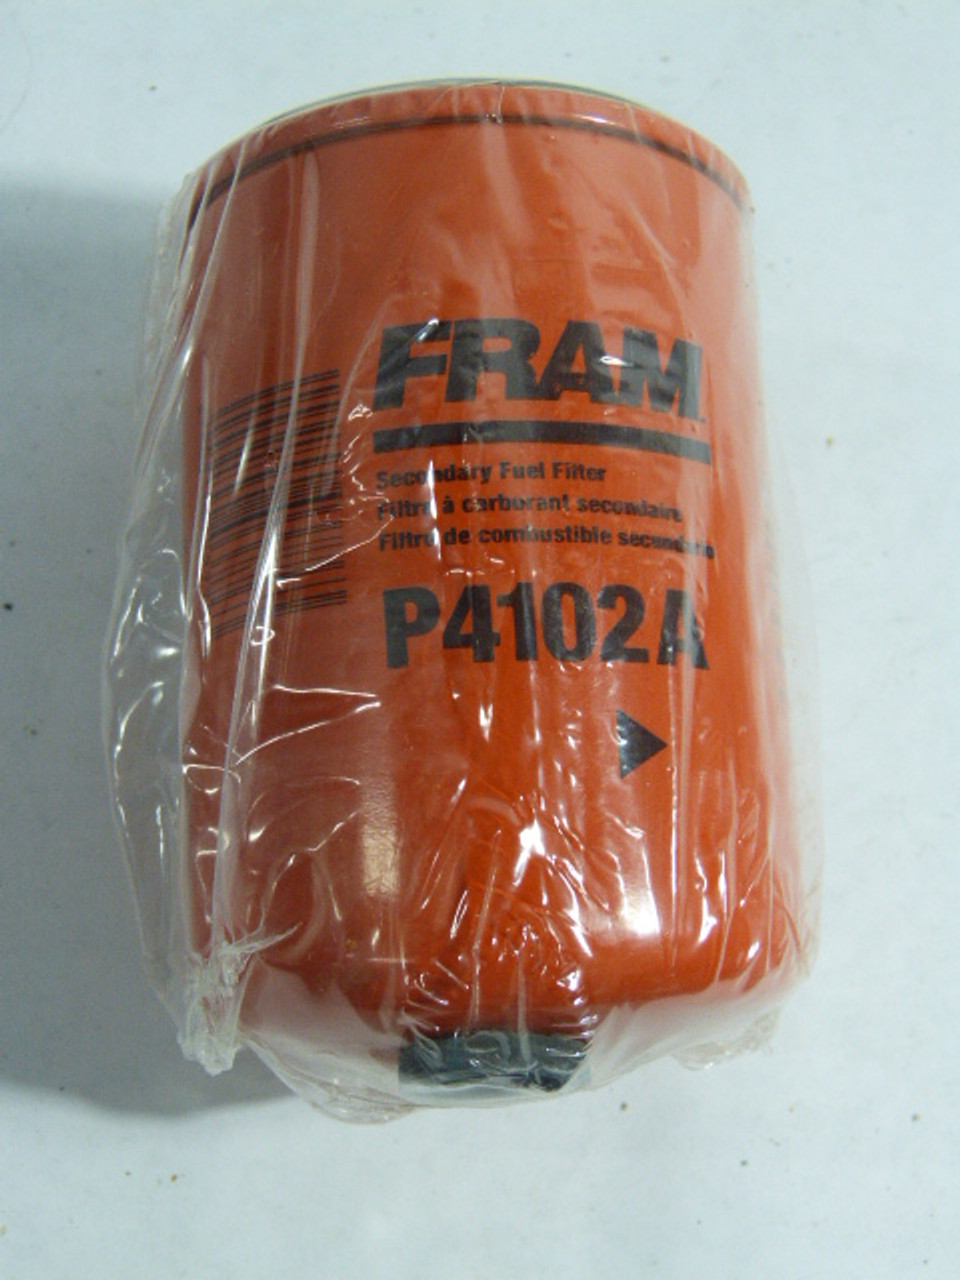 FRAM
Secondary Fuel Filter
Filtre à carburant secondaire
Filtro de combustible secundario
P4102A